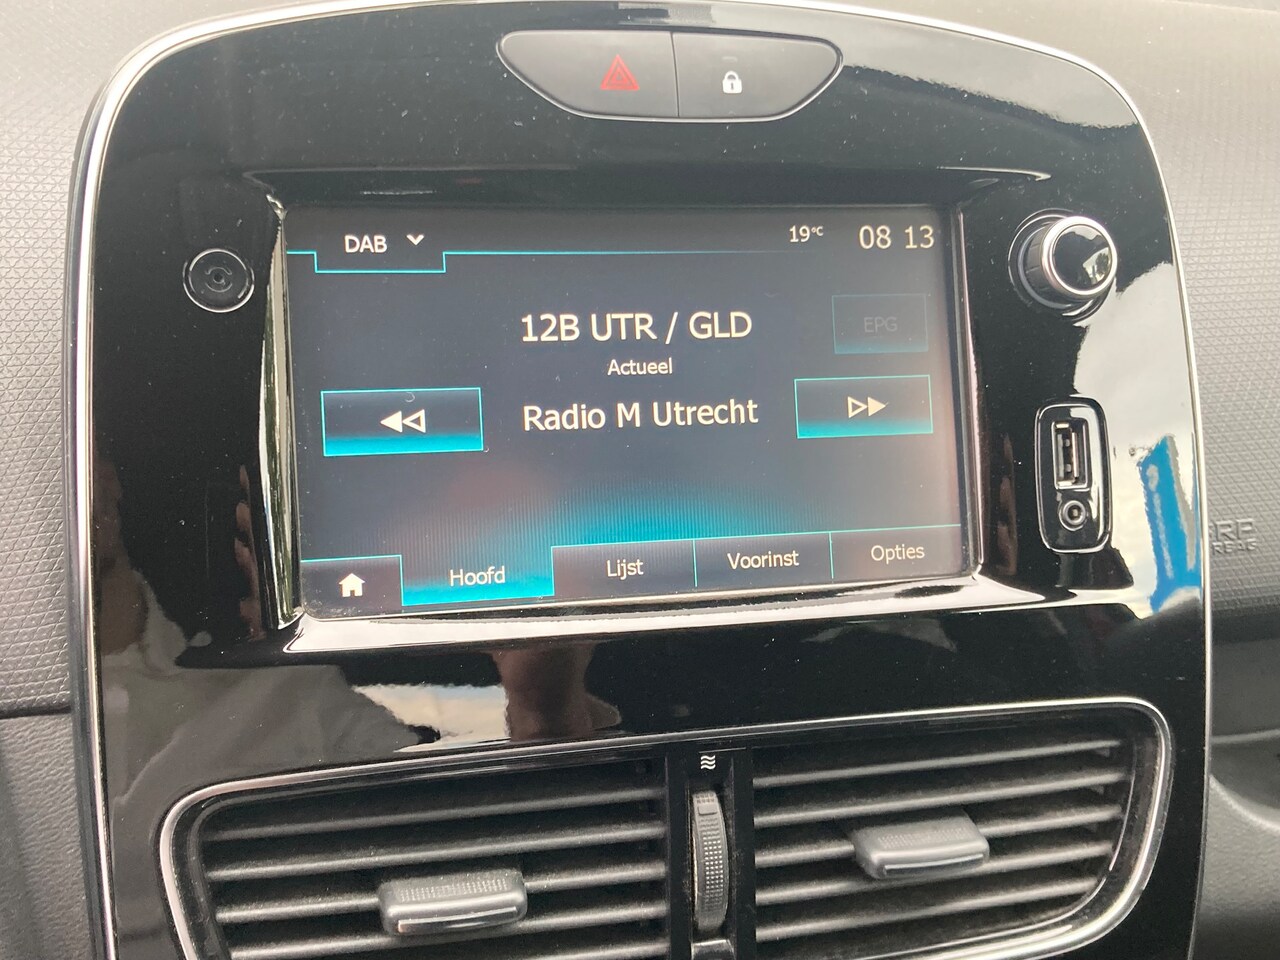 DAB
19°C
08 13
12B UTR / GLD
EPG
Actueel
Radio M Utrecht
Hoofd
Lijst
Voorinst
Opties